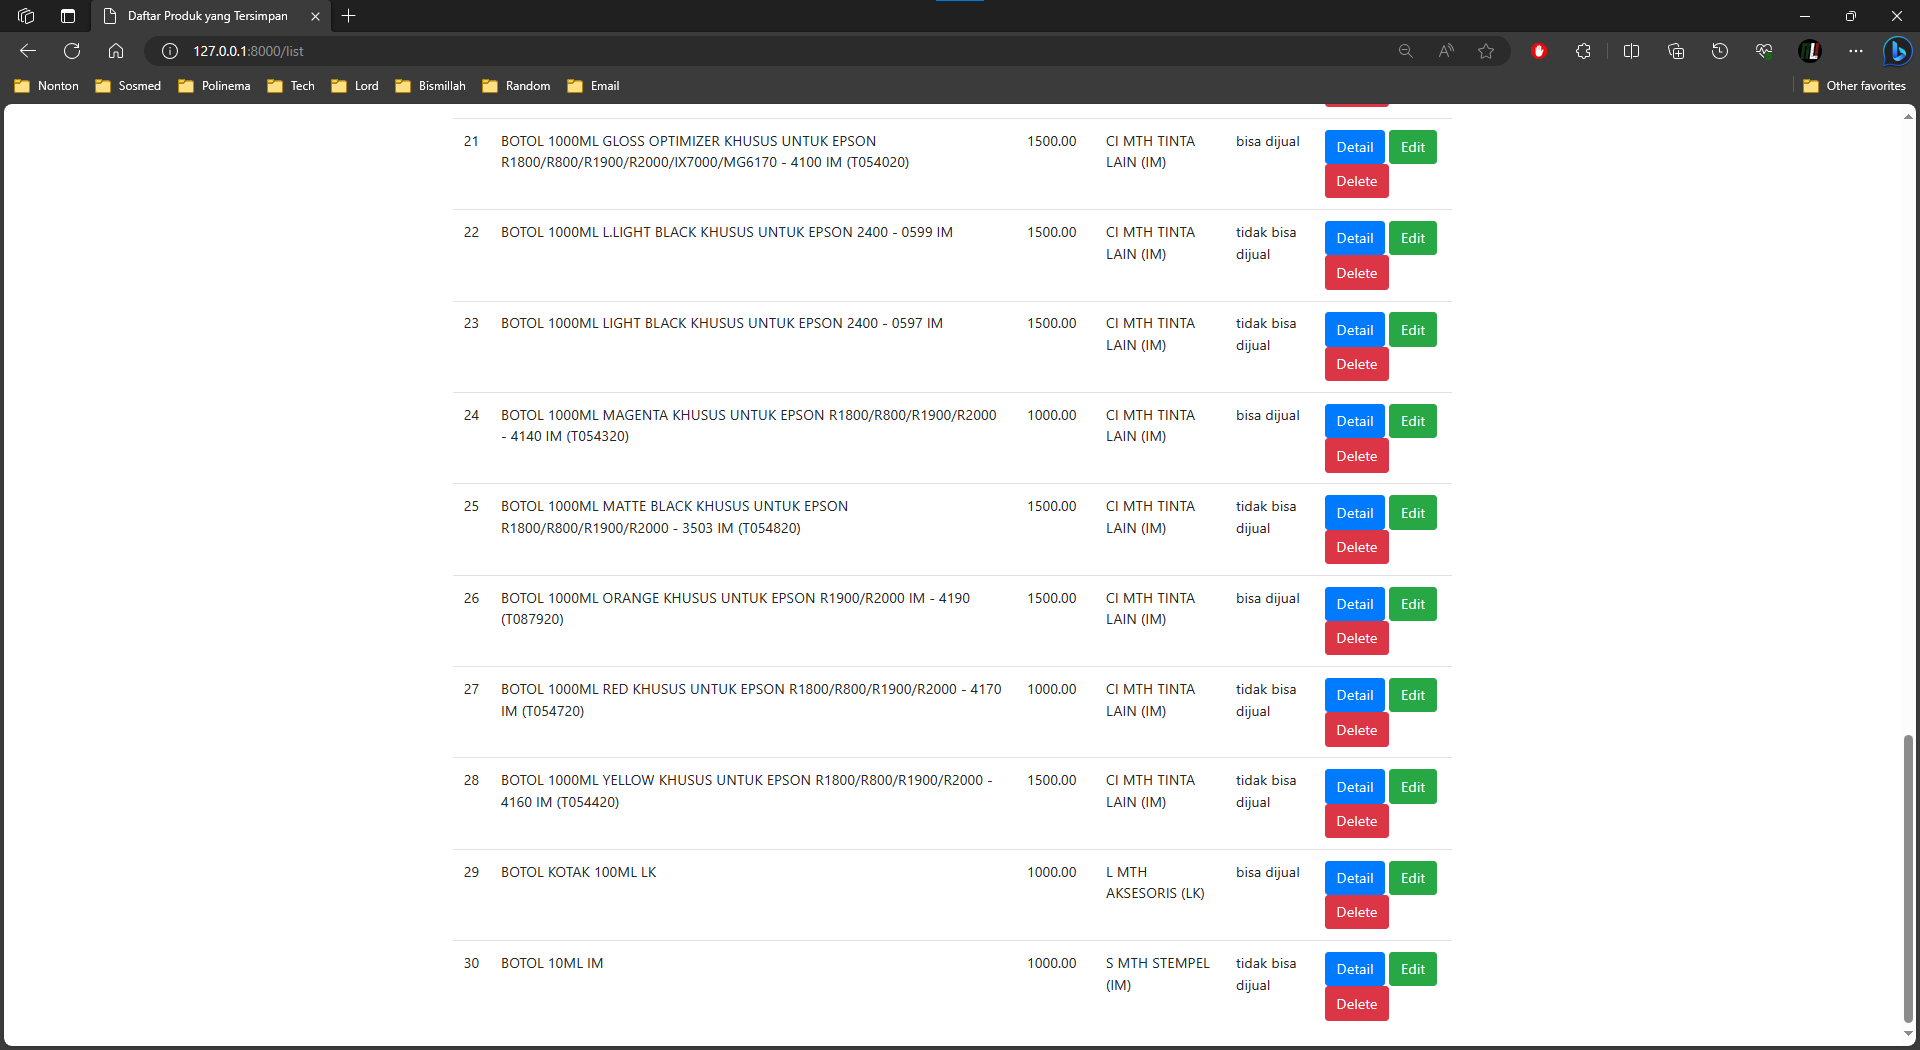 Daftar Produk yang Tersimpan
127.0.0.1:8000/list
Nonton Sosmed Polinema Tech Lord Bismillah Random Email Other favorites
21 BOTOL 1000ML GLOSS OPTIMIZER KHUSUS UNTUK EPSON 1500.00 CI MTH TINTA bisa dijual Detail Edit
R1800/R800/R1900/R2000/IX7000/MG6170 - 4100 IM (T054020) LAIN (IM)
Delete
22 BOTOL 1000ML L.LIGHT BLACK KHUSUS UNTUK EPSON 2400 - 0599 IM 1500.00 CI MTH TINTA tidak bisa Detail Edit
LAIN (IM) dijual
Delete
23 BOTOL 1000ML LIGHT BLACK KHUSUS UNTUK EPSON 2400 - 0597 IM 1500.00 CI MTH TINTA tidak bisa Detail Edit
LAIN (IM) dijual
Delete
24 BOTOL 1000ML MAGENTA KHUSUS UNTUK EPSON R1800/R800/R1900/R2000 1000.00 CI MTH TINTA bisa dijual Detail Edit
- 4140 IM (T054320) LAIN (IM)
Delete
25 BOTOL 1000ML MATTE BLACK KHUSUS UNTUK EPSON 1500.00 CI MTH TINTA tidak bisa Detail Edit
R1800/R800/R1900/R2000 - 3503 IM (T054820) LAIN (IM) dijual
Delete
26 BOTOL 1000ML ORANGE KHUSUS UNTUK EPSON R1900/R2000 IM - 4190 1500.00 CI MTH TINTA bisa dijual Detail Edit
(T087920) LAIN (IM)
Delete
27 BOTOL 1000ML RED KHUSUS UNTUK EPSON R1800/R800/R1900/R2000 - 4170 1000.00 CI MTH TINTA tidak bisa Detail Edit
IM (T054720) LAIN (IM) dijual
Delete
28 BOTOL 1000ML YELLOW KHUSUS UNTUK EPSON R1800/R800/R1900/R2000 - 1500.00 CI MTH TINTA tidak bisa Detail Edit
4160 IM (T054420) LAIN (IM) dijual
Delete
29 BOTOL KOTAK 100ML LK 1000.00 L MTH bisa dijual Detail Edit
AKSESORIS (LK)
Delete
30 BOTOL 10ML IM 1000.00 S MTH STEMPEL tidak bisa Detail Edit
(IM) dijual
Delete